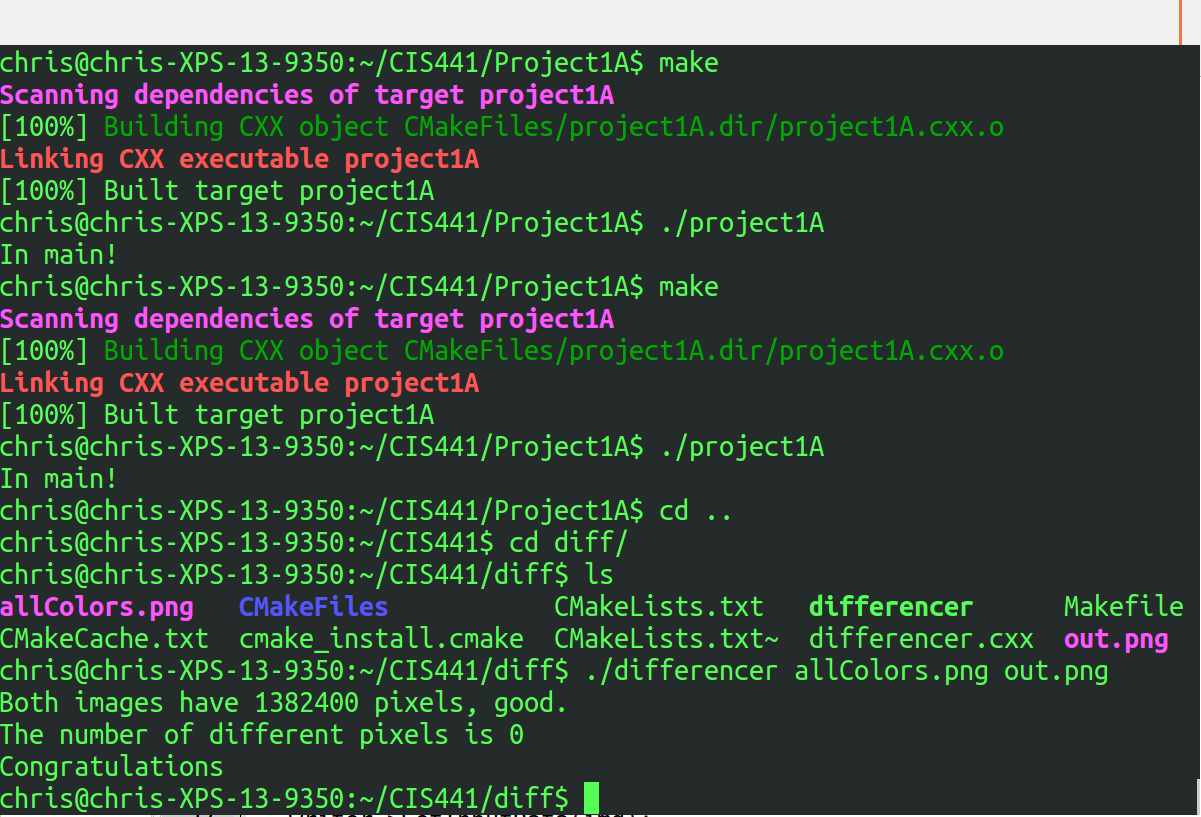 chris@chris-XPS-13-9350:~/CIS441/Project1A$ make
Scanning dependencies of target project1A
[100%] Building CXX object CMakeFiles/project1A.dir/project1A.cxx.o
Linking CXX executable project1A
[100%] Built target project1A
chris@chris-XPS-13-9350:~/CIS441/Project1A$ ./project1A
In main!
chris@chris-XPS-13-9350:~/CIS441/Project1A$ make
Scanning dependencies of target project1A
[100%] Building CXX object CMakeFiles/project1A.dir/project1A.cxx.o
Linking CXX executable project1A
[100%] Built target project1A
chris@chris-XPS-13-9350:~/CIS441/Project1A$ ./project1A
In main!
chris@chris-XPS-13-9350:~/CIS441/Project1A$ cd ..
chris@chris-XPS-13-9350:~/CIS441$ cd diff/
chris@chris-XPS-13-9350:~/CIS441/diff$ ls
allColors.png CMakeFiles CMakeLists.txt differencer Makefile
CMakeCache.txt cmake_install.cmake CMakeLists.txt~ differencer.cxx out.png
chris@chris-XPS-13-9350:~/CIS441/diff$ ./differencer allColors.png out.png
Both images have 1382400 pixels, good.
The number of different pixels is 0
Congratulations
chris@chris-XPS-13-9350:~/CIS441/diff$